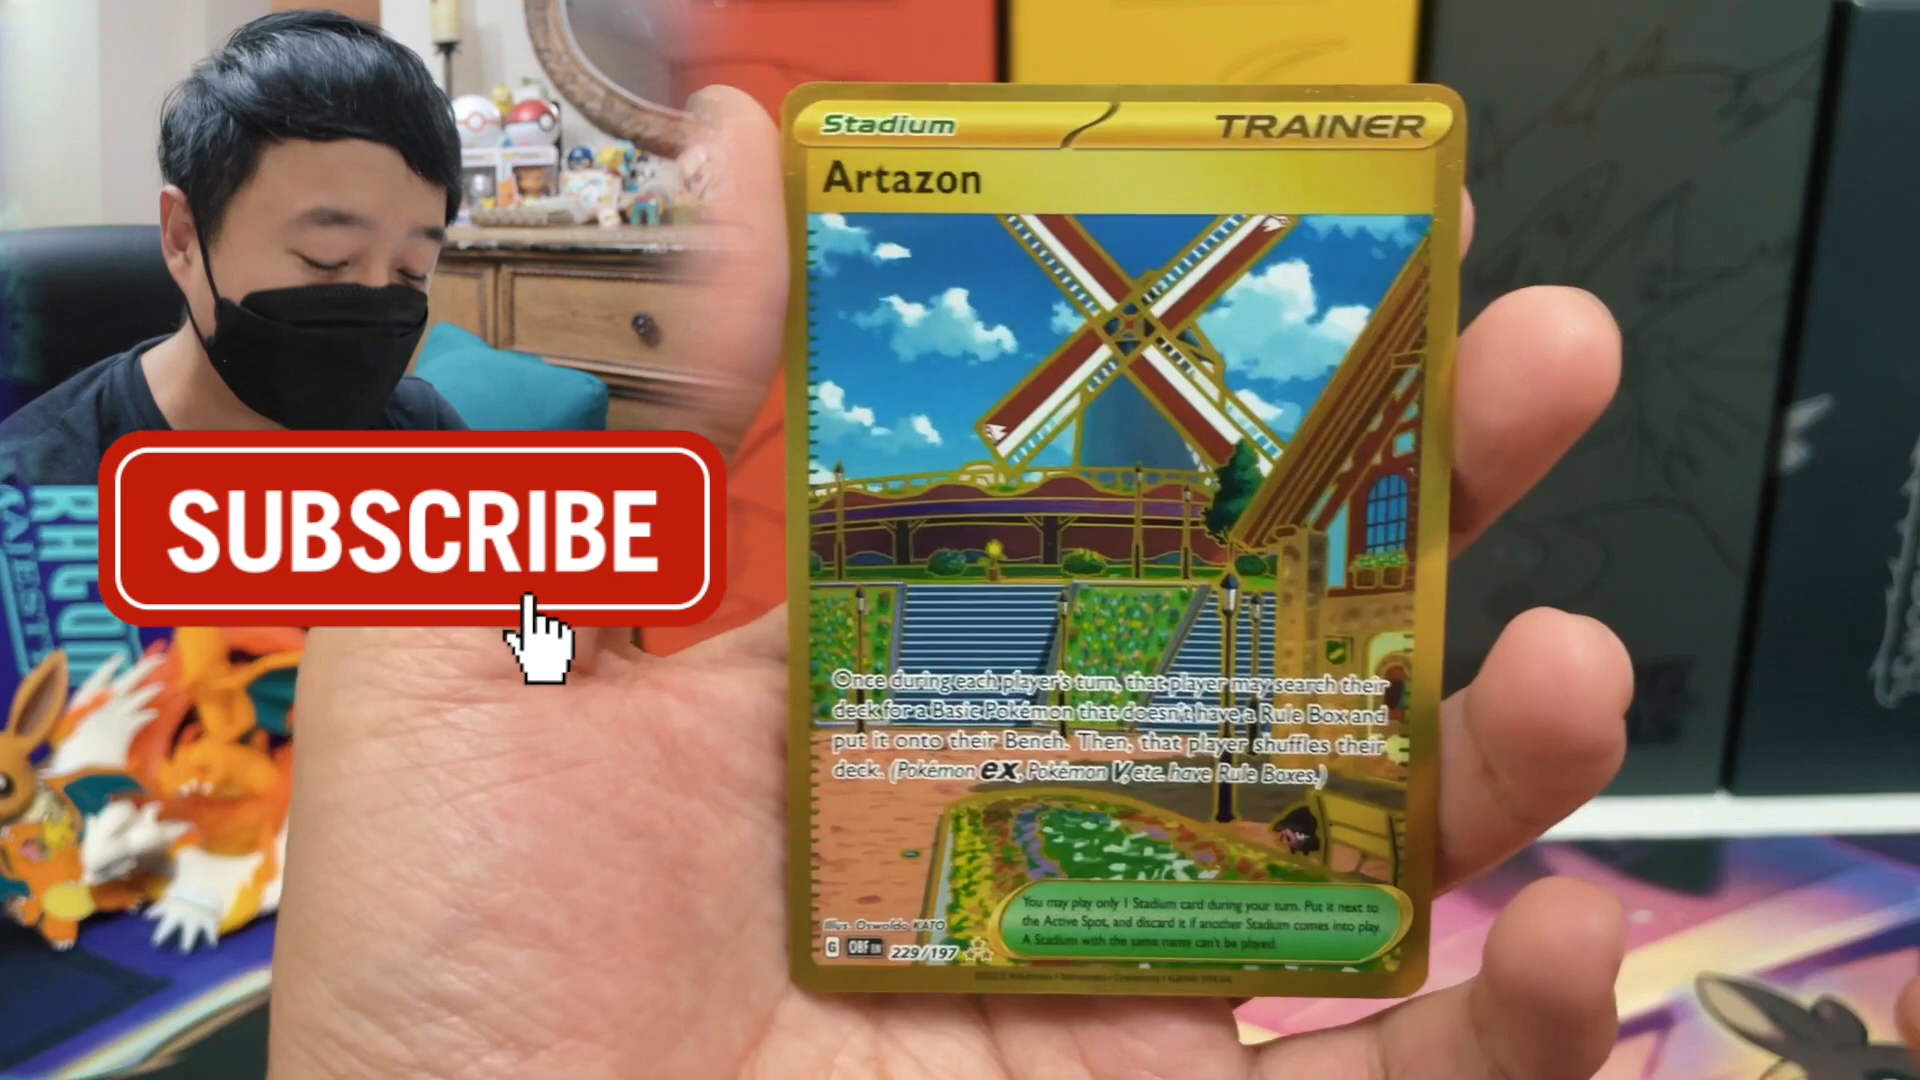 Stadium
TRAINER
Artazon
SUBSCRIBE
Once during each player's turn, that player may search their
deck for a Basic Pokémon that doesn't have a Rule Box and
put it onto their Bench. Then, that player shuffles their
deck. (Pokémon ex, Pokémon V, etc. have Rule Boxes.)
You may play only 1 Stadium card during your turn. Put it next to
the Active Spot, and discard it if another Stadium comes into play.
A Stadium with the same name can't be played.
Illus. Oswaldo KATO
G OBF EN 229/197